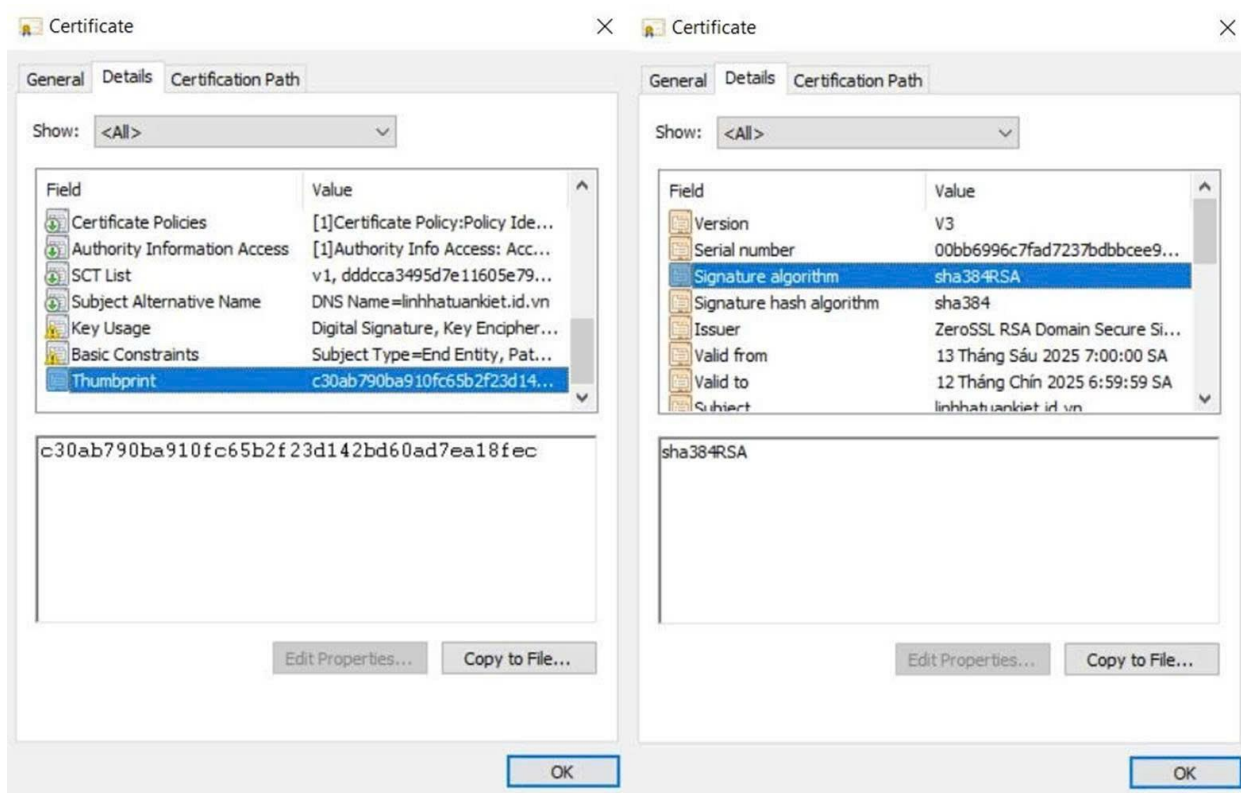 Certificate
General Details Certification Path
Show: <All>
Field Value
Certificate Policies [1]Certificate Policy:Policy Ide...
Authority Information Access [1]Authority Info Access: Acc...
SCT List v1, dddcca3495d7e11605e79...
Subject Alternative Name DNS Name=linhhatuankiet.id.vn
Key Usage Digital Signature, Key Encipher...
Basic Constraints Subject Type=End Entity, Pat...
Thumbprint c30ab790ba910fc65b2f23d14...
c30ab790ba910fc65b2f23d142bd60ad7ea18fec
Edit Properties... Copy to File...
OK
Certificate
General Details Certification Path
Show: <All>
Field Value
Version V3
Serial number 00bb6996c7fad7237bdbbcee9...
Signature algorithm sha384RSA
Signature hash algorithm sha384
Issuer ZeroSSL RSA Domain Secure Si...
Valid from 13 Tháng Sáu 2025 7:00:00 SA
Valid to 12 Tháng Chín 2025 6:59:59 SA
Subject linhhatuankiet.id.vn
sha384RSA
Edit Properties... Copy to File...
OK